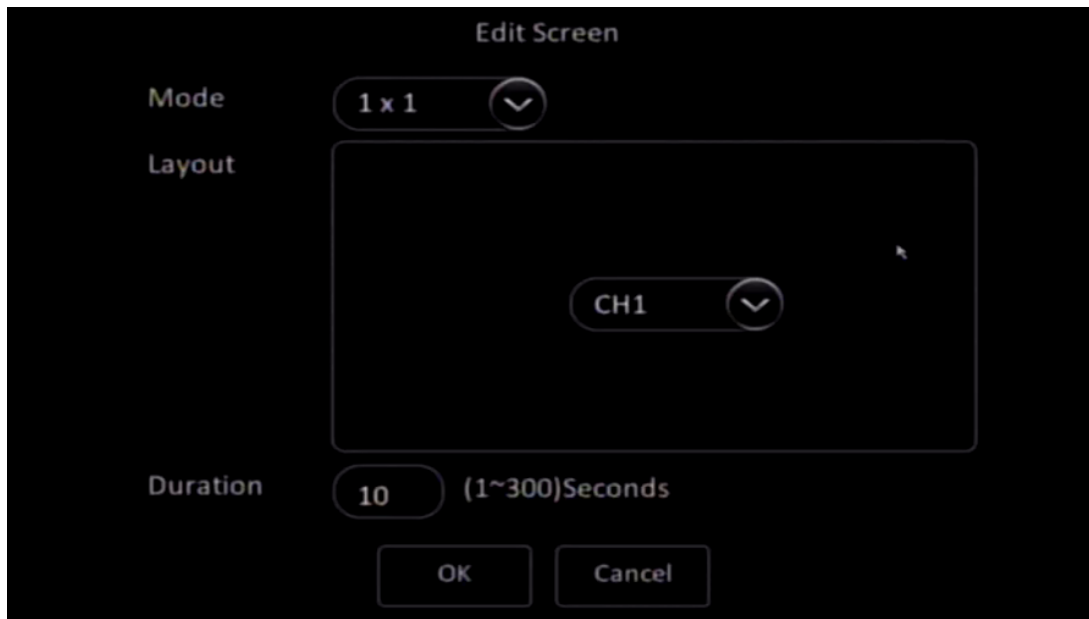 Edit Screen
Mode 1 x 1
Layout
CH1
Duration 10 (1~300)Seconds
OK Cancel